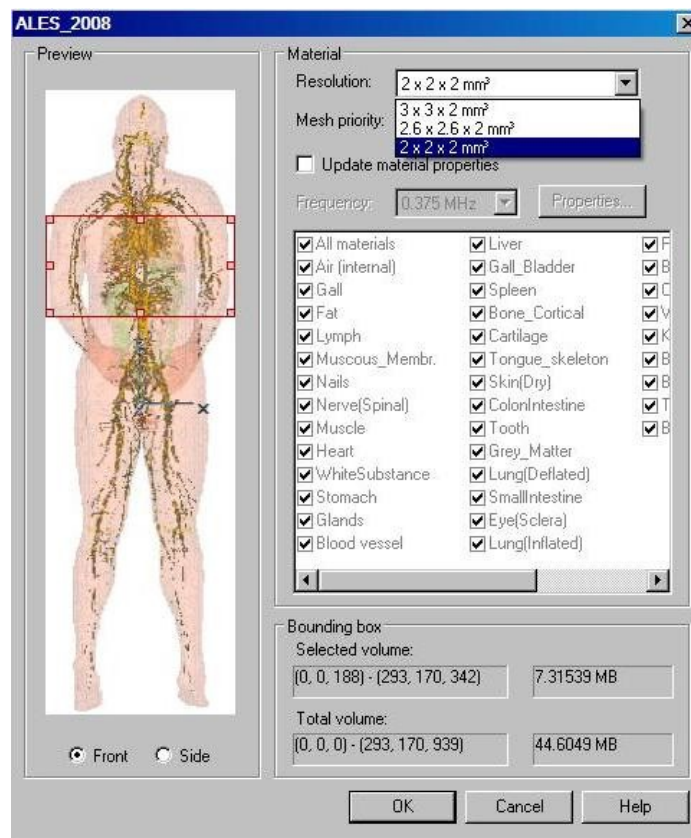 ALES_2008
Preview
x
Front
Side
Material
Resolution: 2 x 2 x 2 mm³
3 x 3 x 2 mm³
2.6 x 2.6 x 2 mm³
2 x 2 x 2 mm³
Mesh priority:
Update material properties
Frequency: 0.375 MHz Properties...
All materials Liver F
Air (internal) Gall_Bladder B
Gall Spleen C
Fat Bone_Cortical V
Lymph Cartilage K
Muscous_Membr. Tongue_skeleton B
Nails Skin(Dry) B
Nerve(Spinal) ColonIntestine T
Muscle Tooth B
Heart Grey_Matter
WhiteSubstance Lung(Deflated)
Stomach SmallIntestine
Glands Eye(Sclera)
Blood vessel Lung(Inflated)
Bounding box
Selected volume:
(0, 0, 188) - (293, 170, 342) 7.31539 MB
Total volume:
(0, 0, 0) - (293, 170, 939) 44.6049 MB
OK Cancel Help